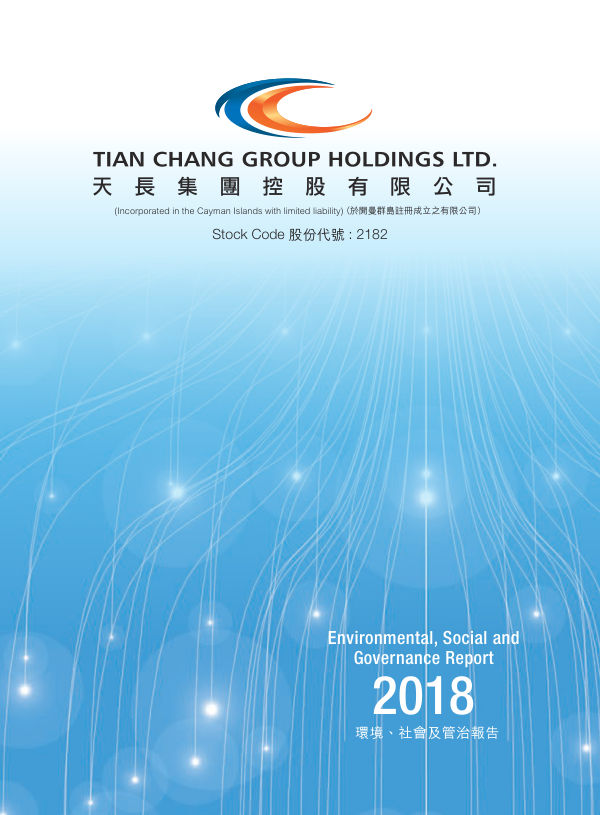 TIAN CHANG GROUP HOLDINGS LTD.
天長集團控股有限公司
(Incorporated in the Cayman Islands with limited liability) (於開曼群島註冊成立之有限公司)
Stock Code 股份代號 : 2182
Environmental, Social and
Governance Report
2018
環境、社會及管治報告